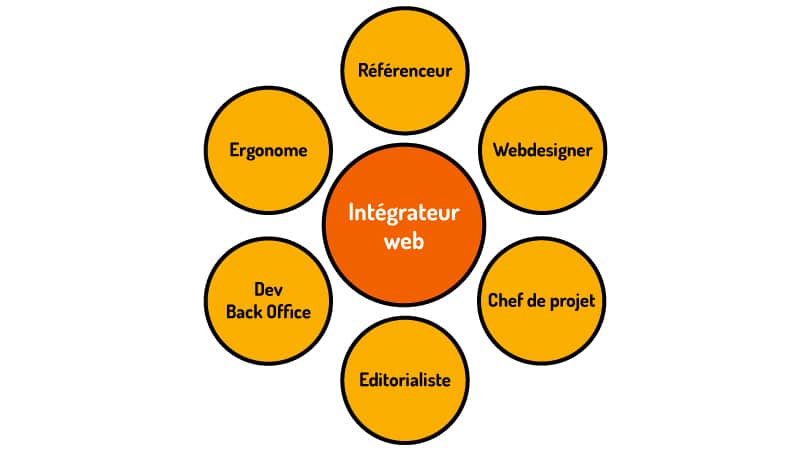 Référenceur
Ergonome
Webdesigner
Intégrateur
web
Dev
Back Office
Chef de projet
Editorialiste